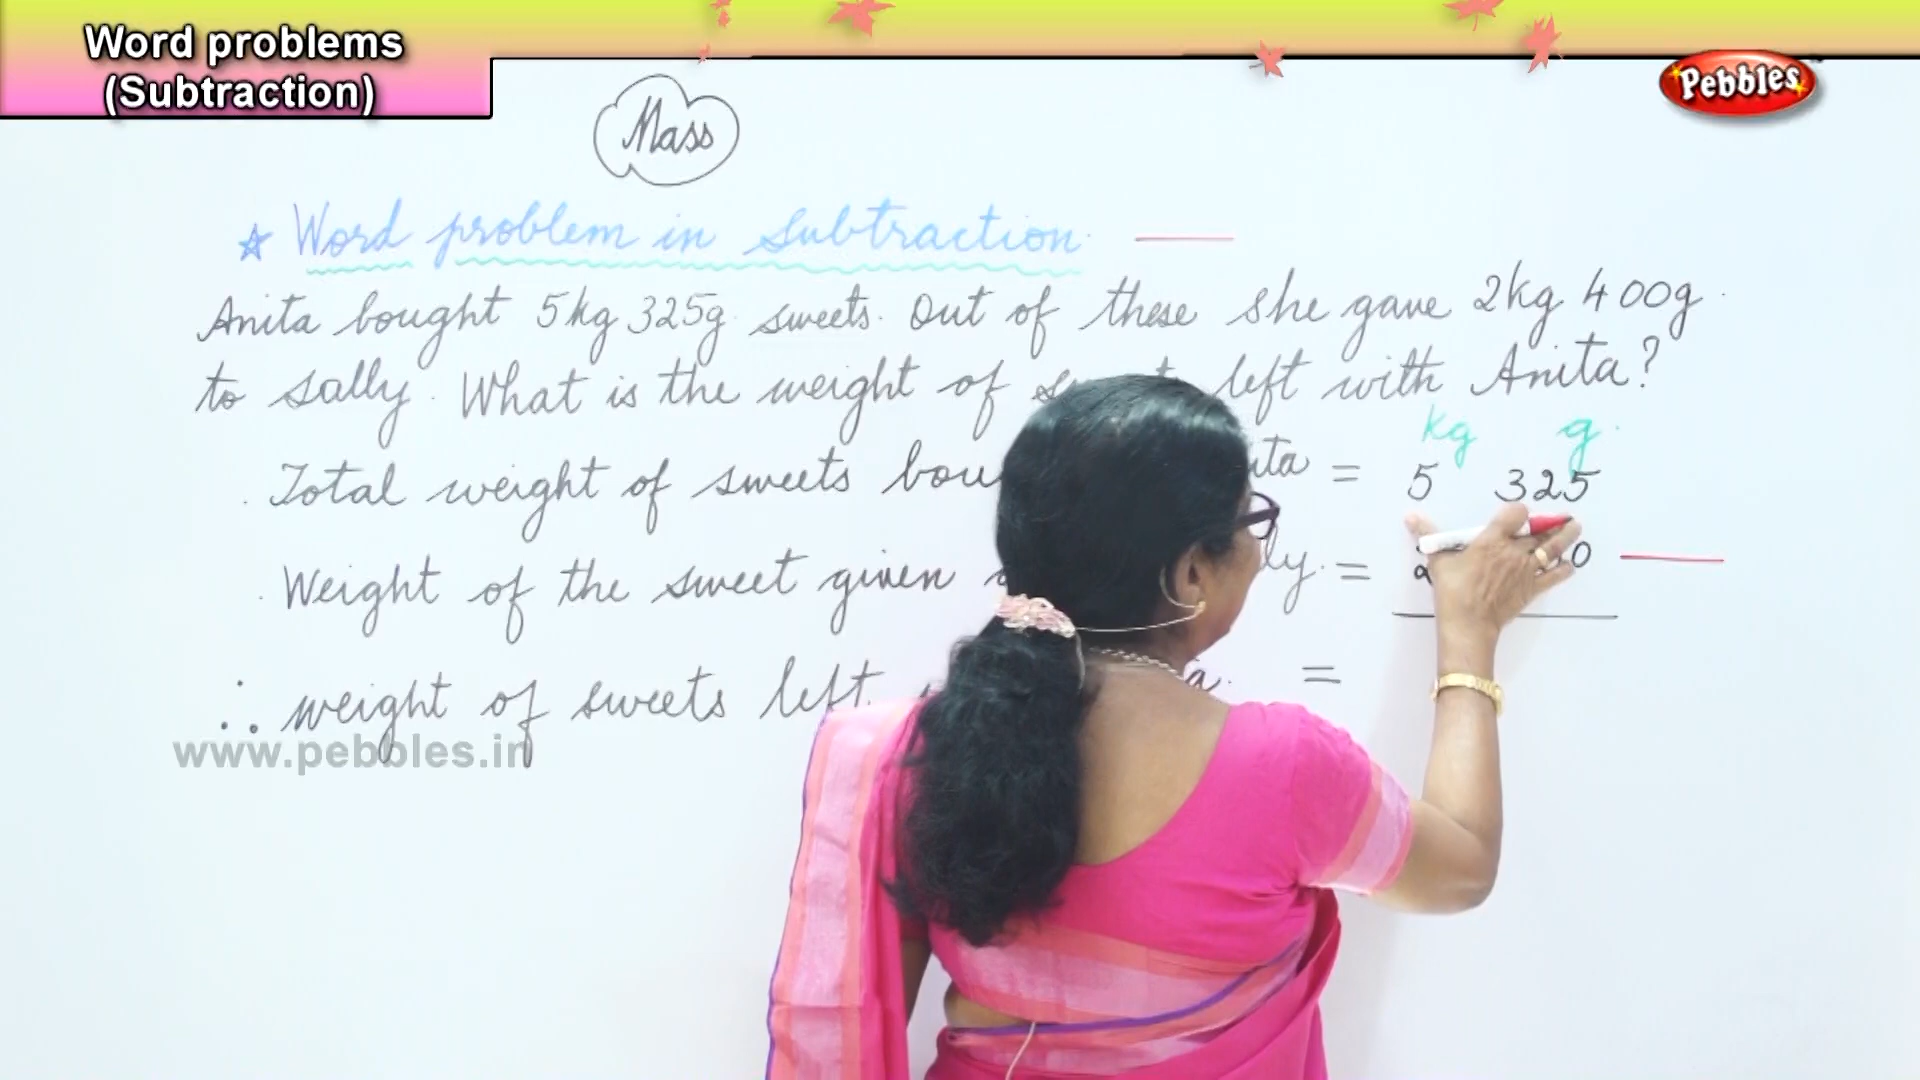 Word problems
(Subtraction)
Pebbles
Mass
☆ Word problem in subtraction
Anita bought 5kg 325g sweets. Out of these she gave 2kg 400g
to Sally. What is the weight of left with Anita?
kg g
Total weight of sweets = 5 325
Weight of the sweet given = 0
∴ weight of sweets left =
www.pebbles.in